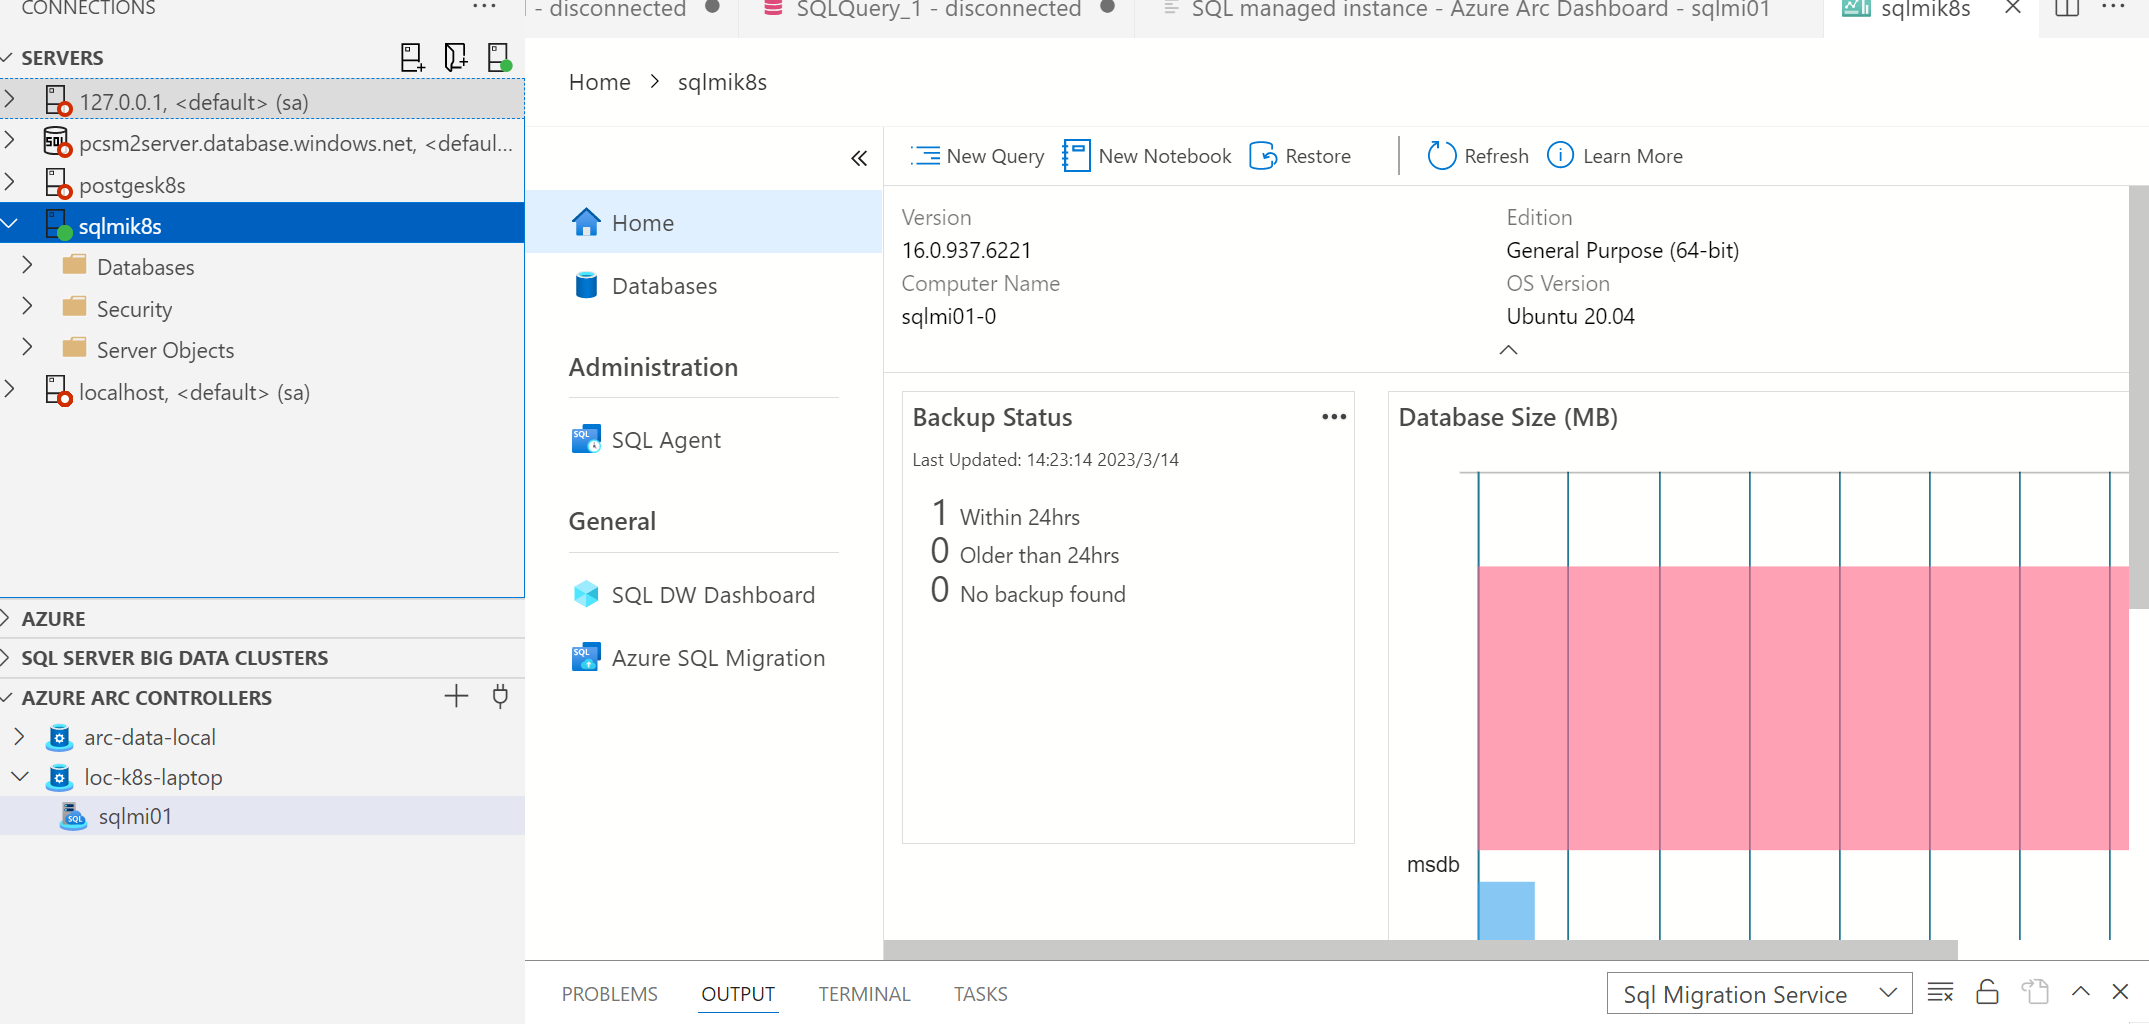 CONNECTIONS
SERVERS
127.0.0.1, <default> (sa)
pcsm2server.database.windows.net, <defaul...
postgesk8s
sqlmik8s
Databases
Security
Server Objects
localhost, <default> (sa)
AZURE
SQL SERVER BIG DATA CLUSTERS
AZURE ARC CONTROLLERS
arc-data-local
loc-k8s-laptop
sqlmi01
- disconnected
SQLQuery_1 - disconnected
SQL managed instance - Azure Arc Dashboard - sqlmi01
sqlmik8s
Home > sqlmik8s
Home
Databases
Administration
SQL Agent
General
SQL DW Dashboard
Azure SQL Migration
New Query
New Notebook
Restore
Refresh
Learn More
Version
16.0.937.6221
Computer Name
sqlmi01-0
Edition
General Purpose (64-bit)
OS Version
Ubuntu 20.04
Backup Status
Last Updated: 14:23:14 2023/3/14
1 Within 24hrs
0 Older than 24hrs
0 No backup found
Database Size (MB)
msdb
PROBLEMS
OUTPUT
TERMINAL
TASKS
Sql Migration Service